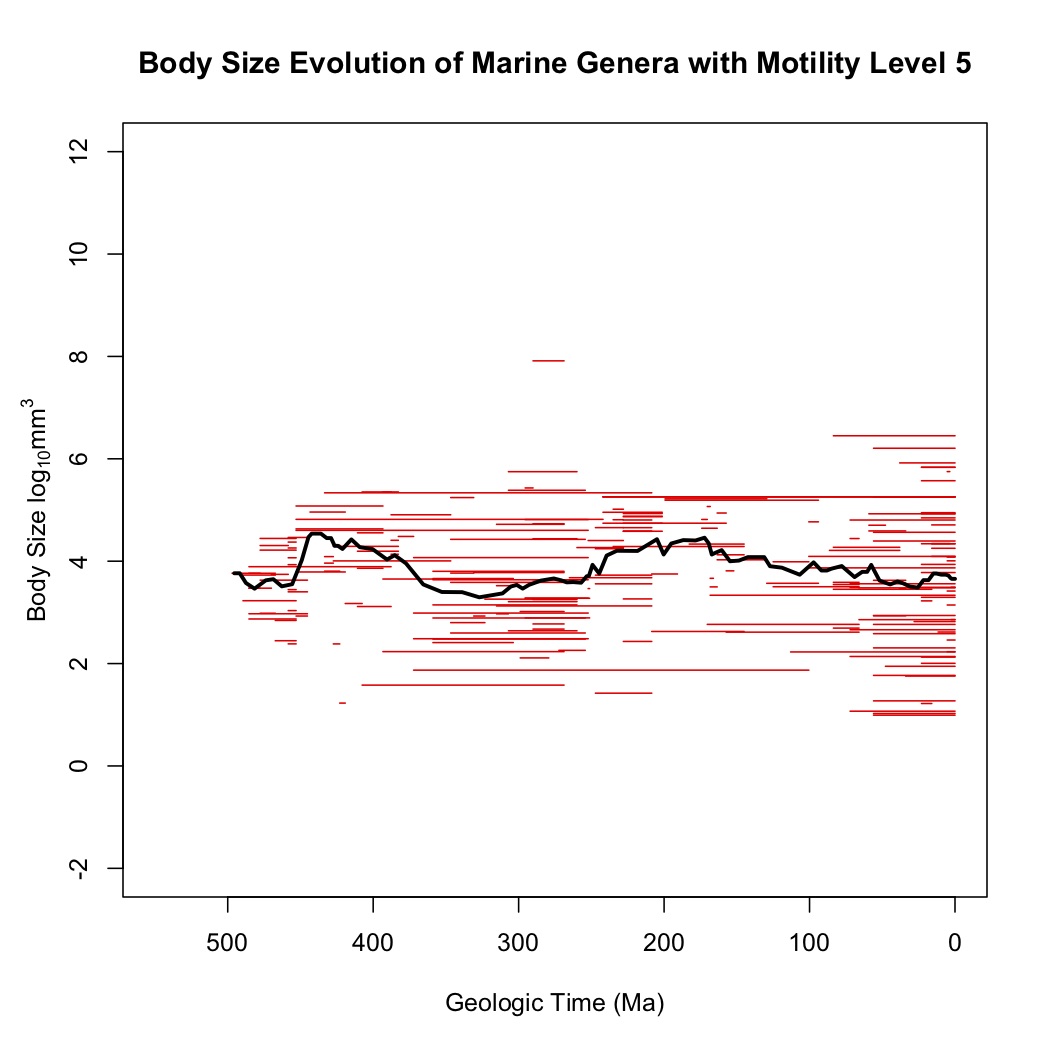 Body Size Evolution of Marine Genera with Motility Level 5
12
10
8
6
4
2
0
-2
Body Size log₁₀mm³
500 400 300 200 100 0
Geologic Time (Ma)